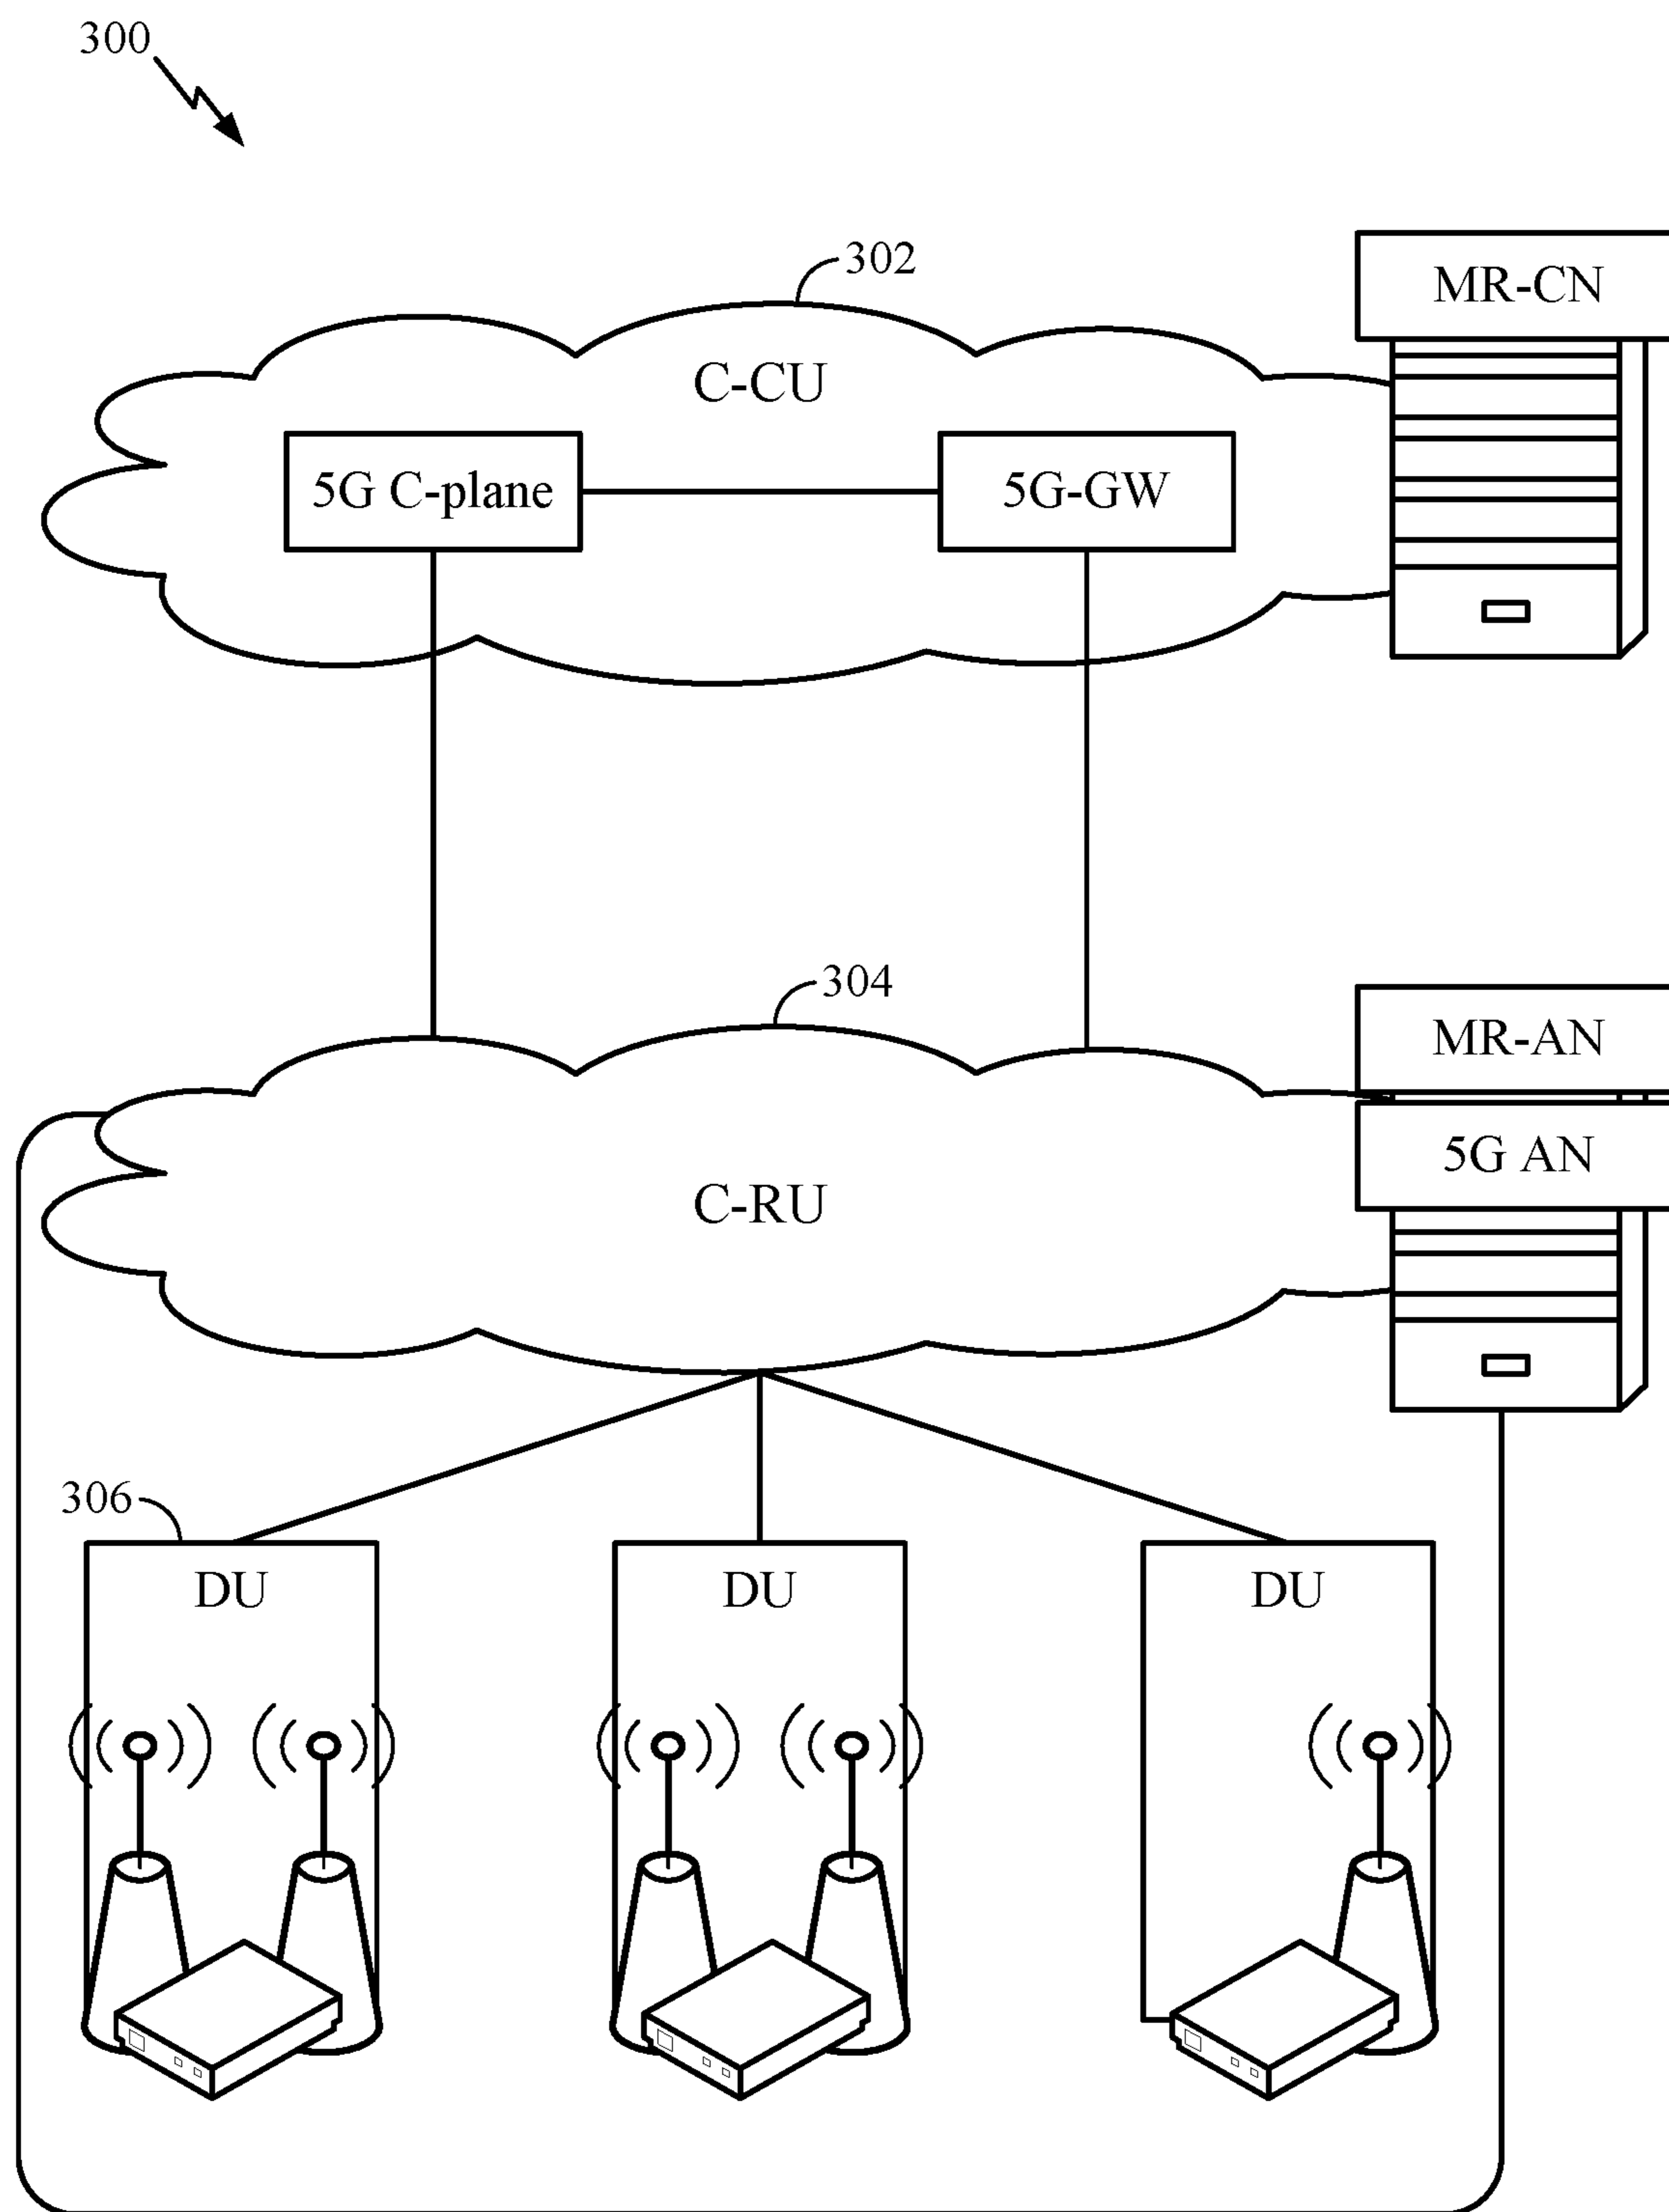 300
302
MR-CN
C-CU
5G C-plane
5G-GW
304
MR-AN
5G AN
C-RU
306
DU
DU
DU